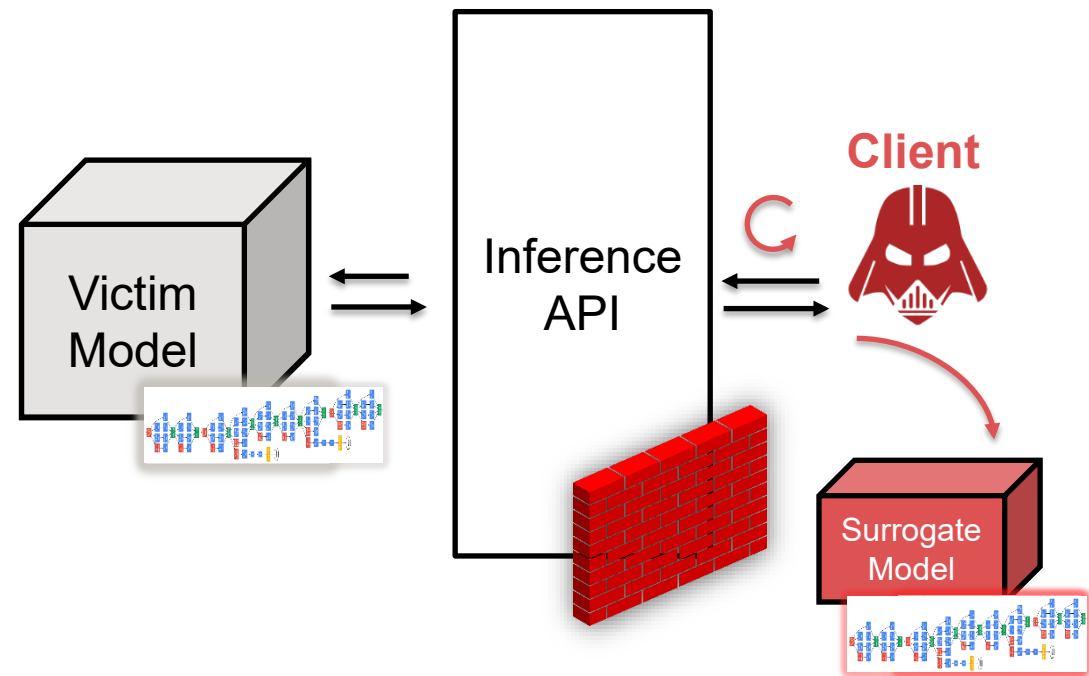 Client
Inference
API
Victim
Model
Surrogate
Model